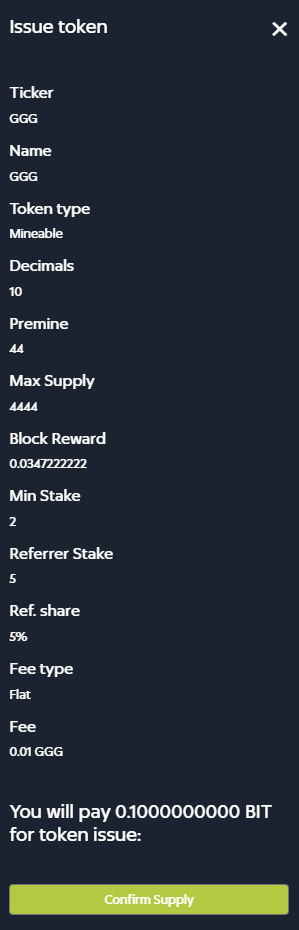 Issue token
Ticker
GGG
Name
GGG
Token type
Mineable
Decimals
10
Premine
44
Max Supply
4444
Block Reward
0.0347222222
Min Stake
2
Referrer Stake
5
Ref. share
5%
Fee type
Flat
Fee
0.01 GGG
You will pay 0.1000000000 BIT
for token issue:
Confirm Supply